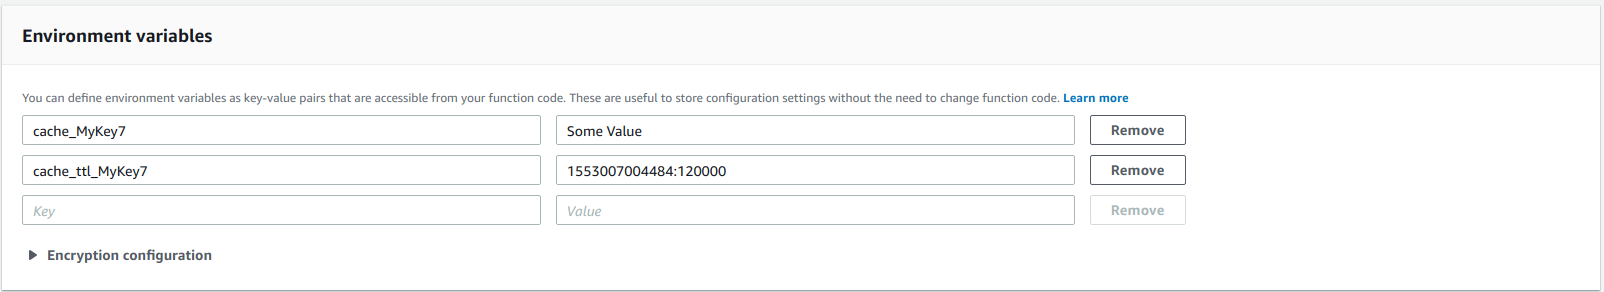 Environment variables
You can define environment variables as key-value pairs that are accessible from your function code. These are useful to store configuration settings without the need to change function code. Learn more
cache_MyKey7 Some Value Remove
cache_ttl_MyKey7 1553007004484:120000 Remove
Key Value Remove
Encryption configuration